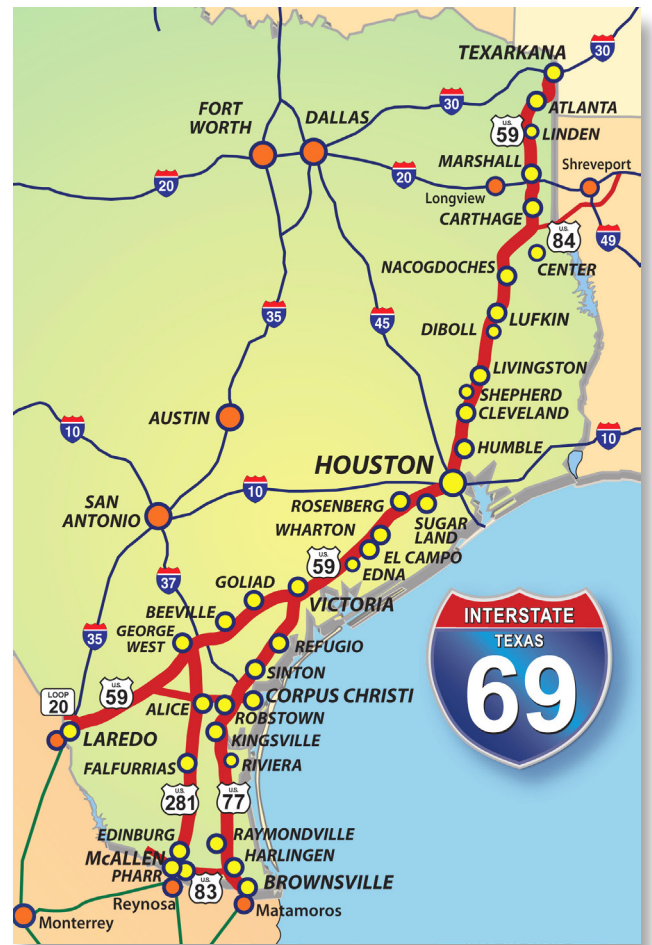 TEXARKANA
30
ATLANTA
FORT
WORTH
DALLAS
30
U.S.
59
LINDEN
MARSHALL
Shreveport
20
20
Longview
CARTHAGE
U.S.
84
49
NACOGDOCHES
CENTER
35
45
LUFKIN
DIBOLL
LIVINGSTON
SHEPHERD
CLEVELAND
AUSTIN
10
HUMBLE
10
HOUSTON
10
SAN
ANTONIO
ROSENBERG
SUGAR
LAND
WHARTON
EL CAMPO
U.S.
59
EDNA
37
GOLIAD
VICTORIA
BEEVILLE
INTERSTATE
TEXAS
69
35
GEORGE
WEST
REFUGIO
SINTON
U.S.
59
LOOP
20
CORPUS CHRISTI
ALICE
ROBSTOWN
LAREDO
KINGSVILLE
FALFURRIAS
RIVIERA
U.S.
281
U.S.
77
EDINBURG
RAYMONDVILLE
McALLEN
HARLINGEN
PHARR
U.S.
83
BROWNSVILLE
Reynosa
Matamoros
Monterrey